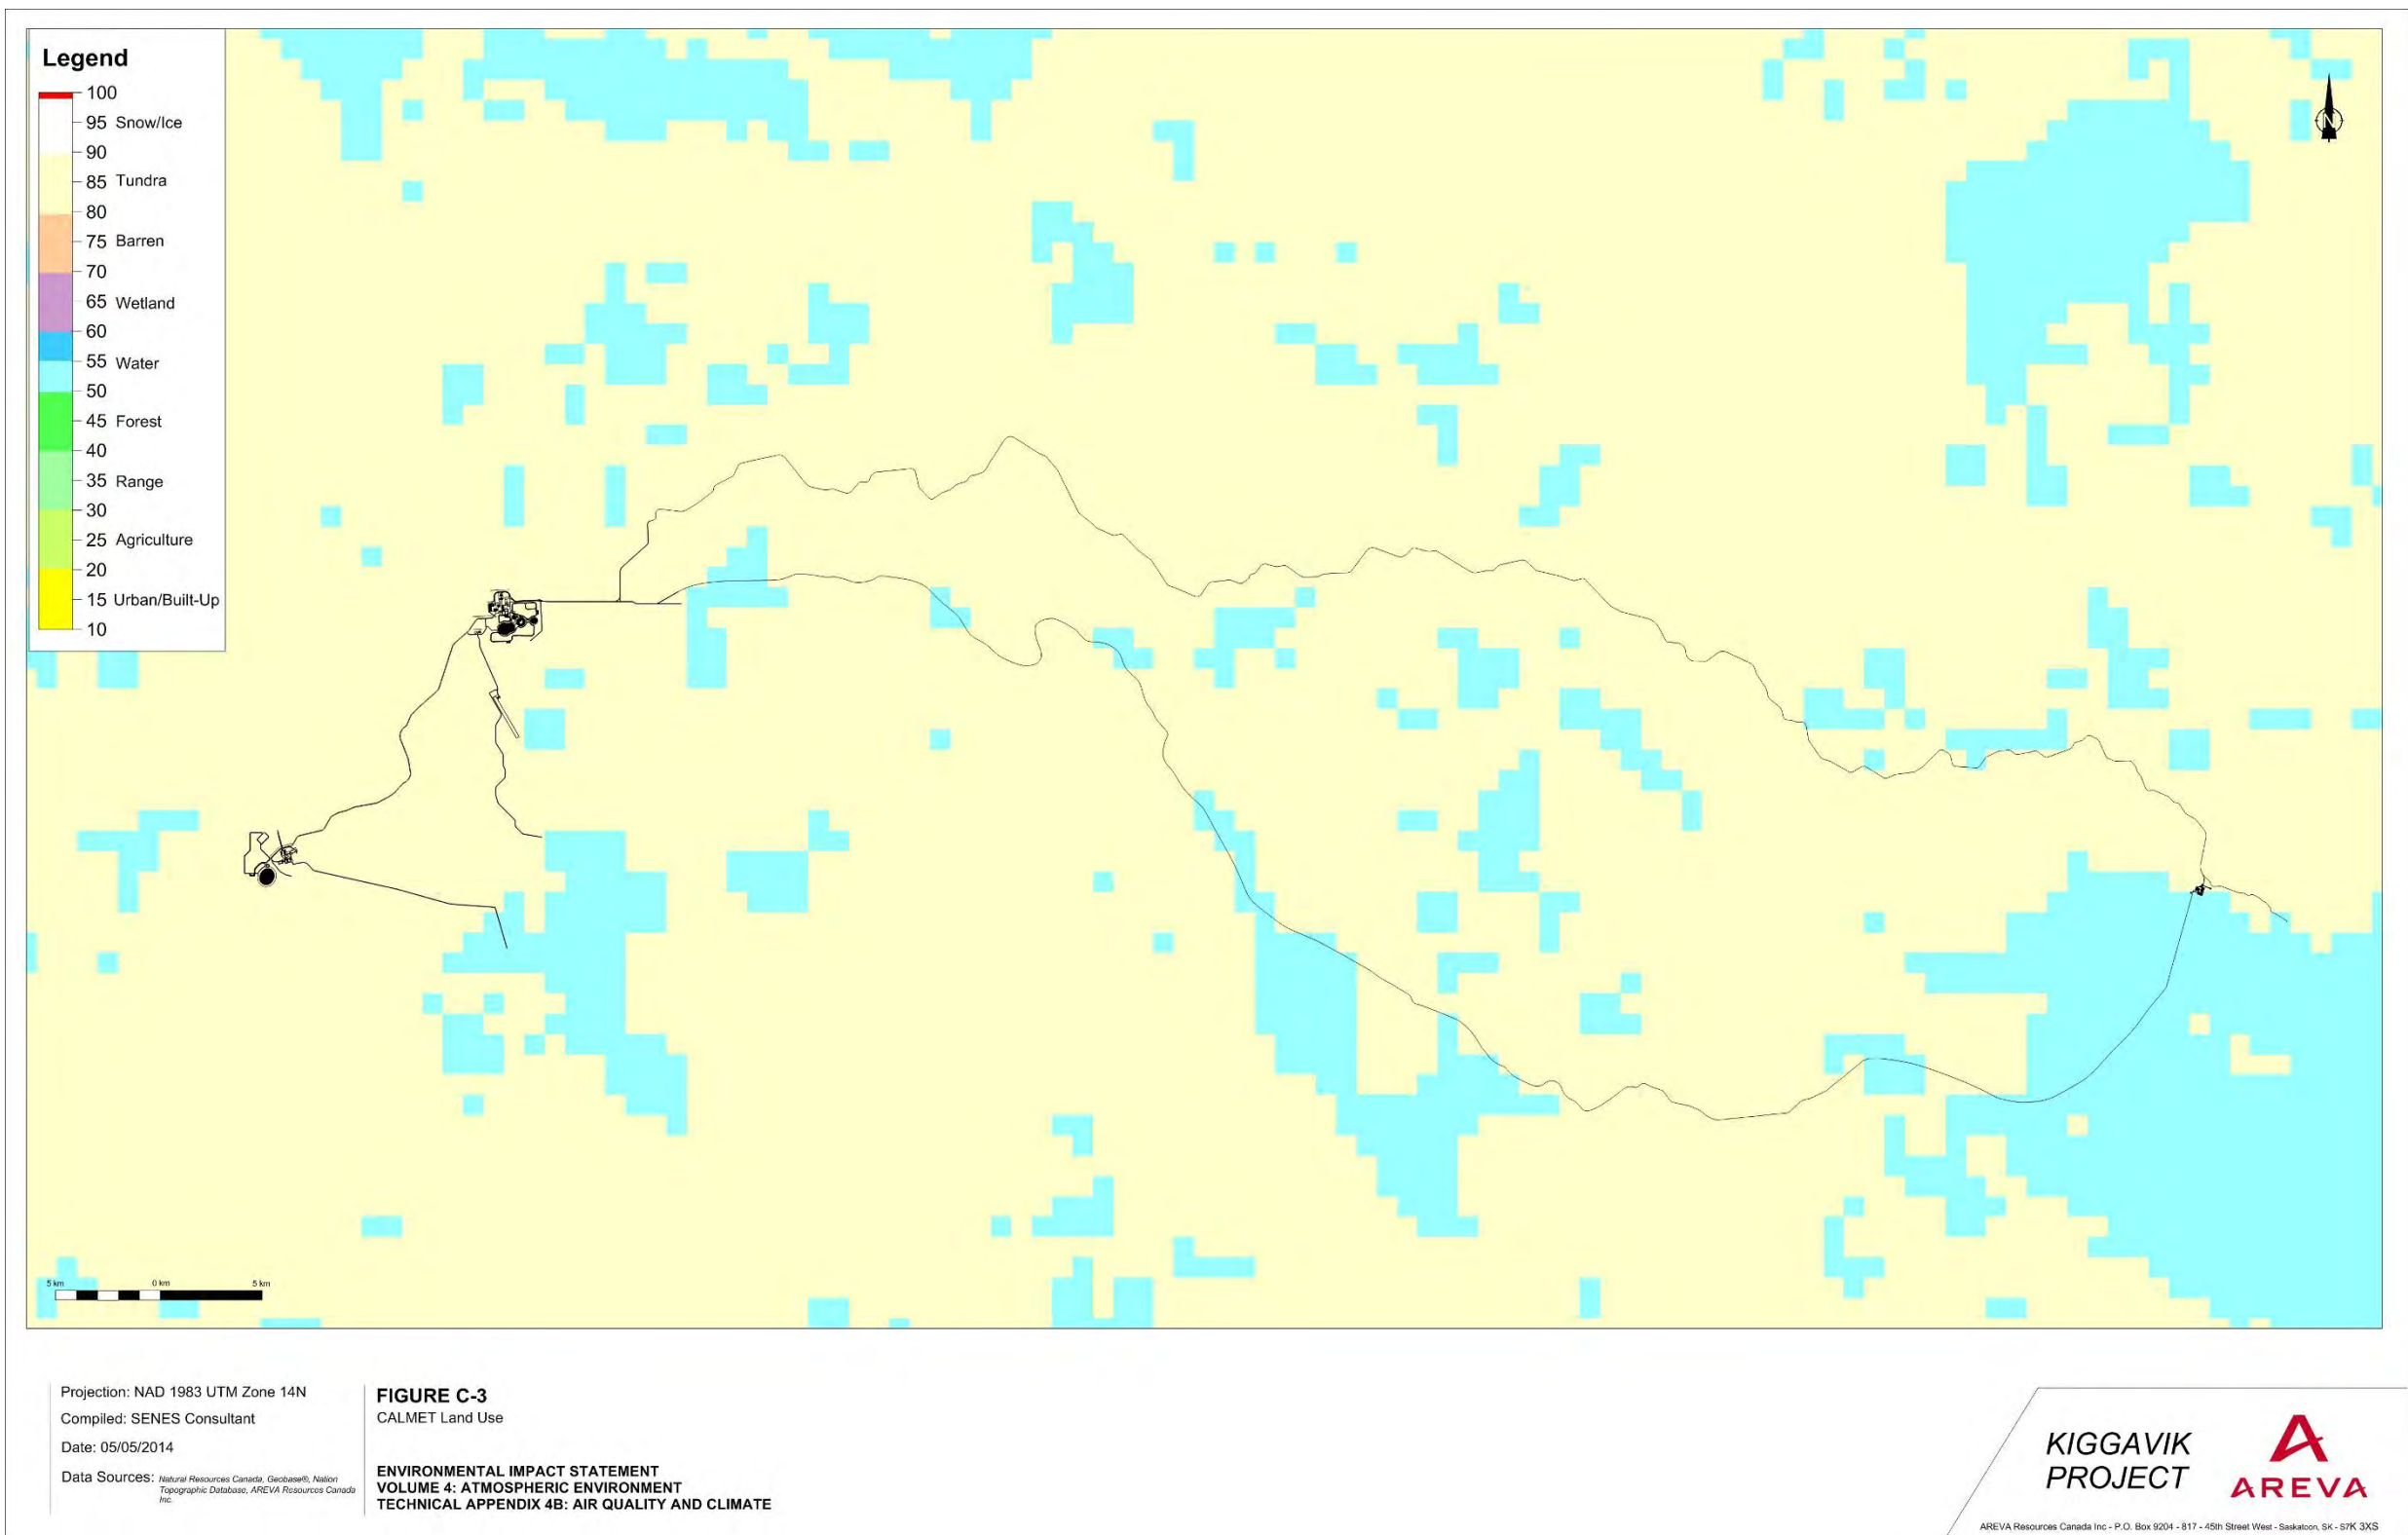 Legend
100
95 Snow/Ice
90
85 Tundra
80
75 Barren
70
65 Wetland
60
55 Water
50
45 Forest
40
35 Range
30
25 Agriculture
20
15 Urban/Built-Up
10
N
5 km 0 km 5 km
Projection: NAD 1983 UTM Zone 14N
Compiled: SENES Consultant
Date: 05/05/2014
Data Sources: Natural Resources Canada, Geobase®, Nation
Topographic Database, AREVA Resources Canada
Inc.
FIGURE C-3
CALMET Land Use
ENVIRONMENTAL IMPACT STATEMENT
VOLUME 4: ATMOSPHERIC ENVIRONMENT
TECHNICAL APPENDIX 4B: AIR QUALITY AND CLIMATE
KIGGAVIK
PROJECT
AREVA
AREVA Resources Canada Inc - P.O. Box 9204 - 817 - 45th Street West - Saskatoon, SK - S7K 3X5